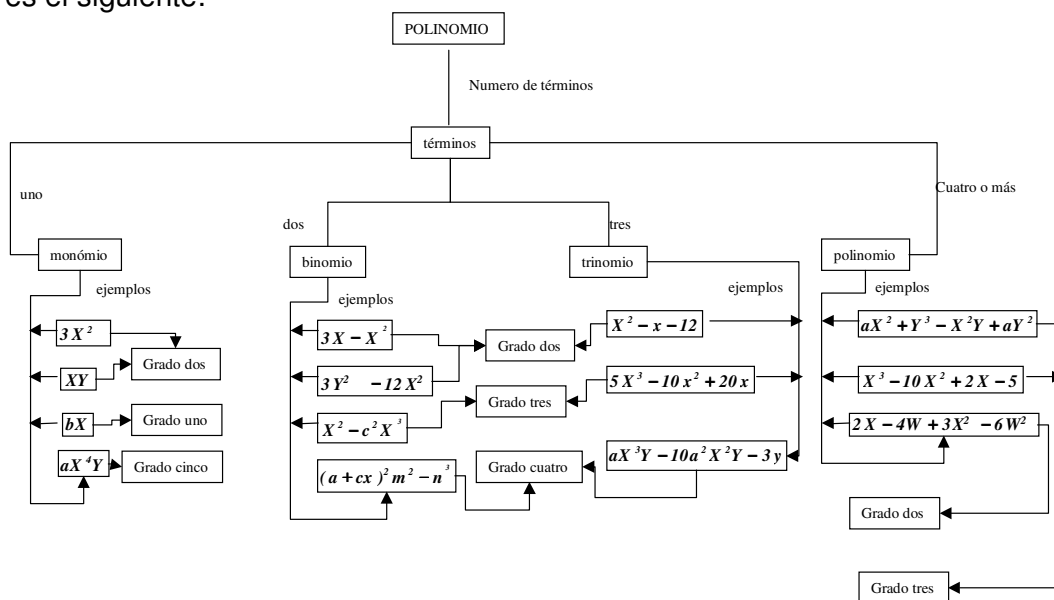 es el siguiente:
POLINOMIO
Numero de términos
términos
uno
dos
tres
Cuatro o más
monómio
binomio
trinomio
polinomio
ejemplos
ejemplos
ejemplos
ejemplos
3X²
XY
bX
aX⁴Y
Grado dos
Grado uno
Grado cinco
3X − X²
3Y² − 12X²
X² − c²X³
(a + cx)²m² − n³
Grado dos
Grado tres
Grado cuatro
X² − x − 12
5X³ − 10x² + 20x
aX³Y − 10a²X²Y − 3y
aX² + Y³ − X²Y + aY²
X³ − 10X² + 2X − 5
2X − 4W + 3X² − 6W²
Grado dos
Grado tres